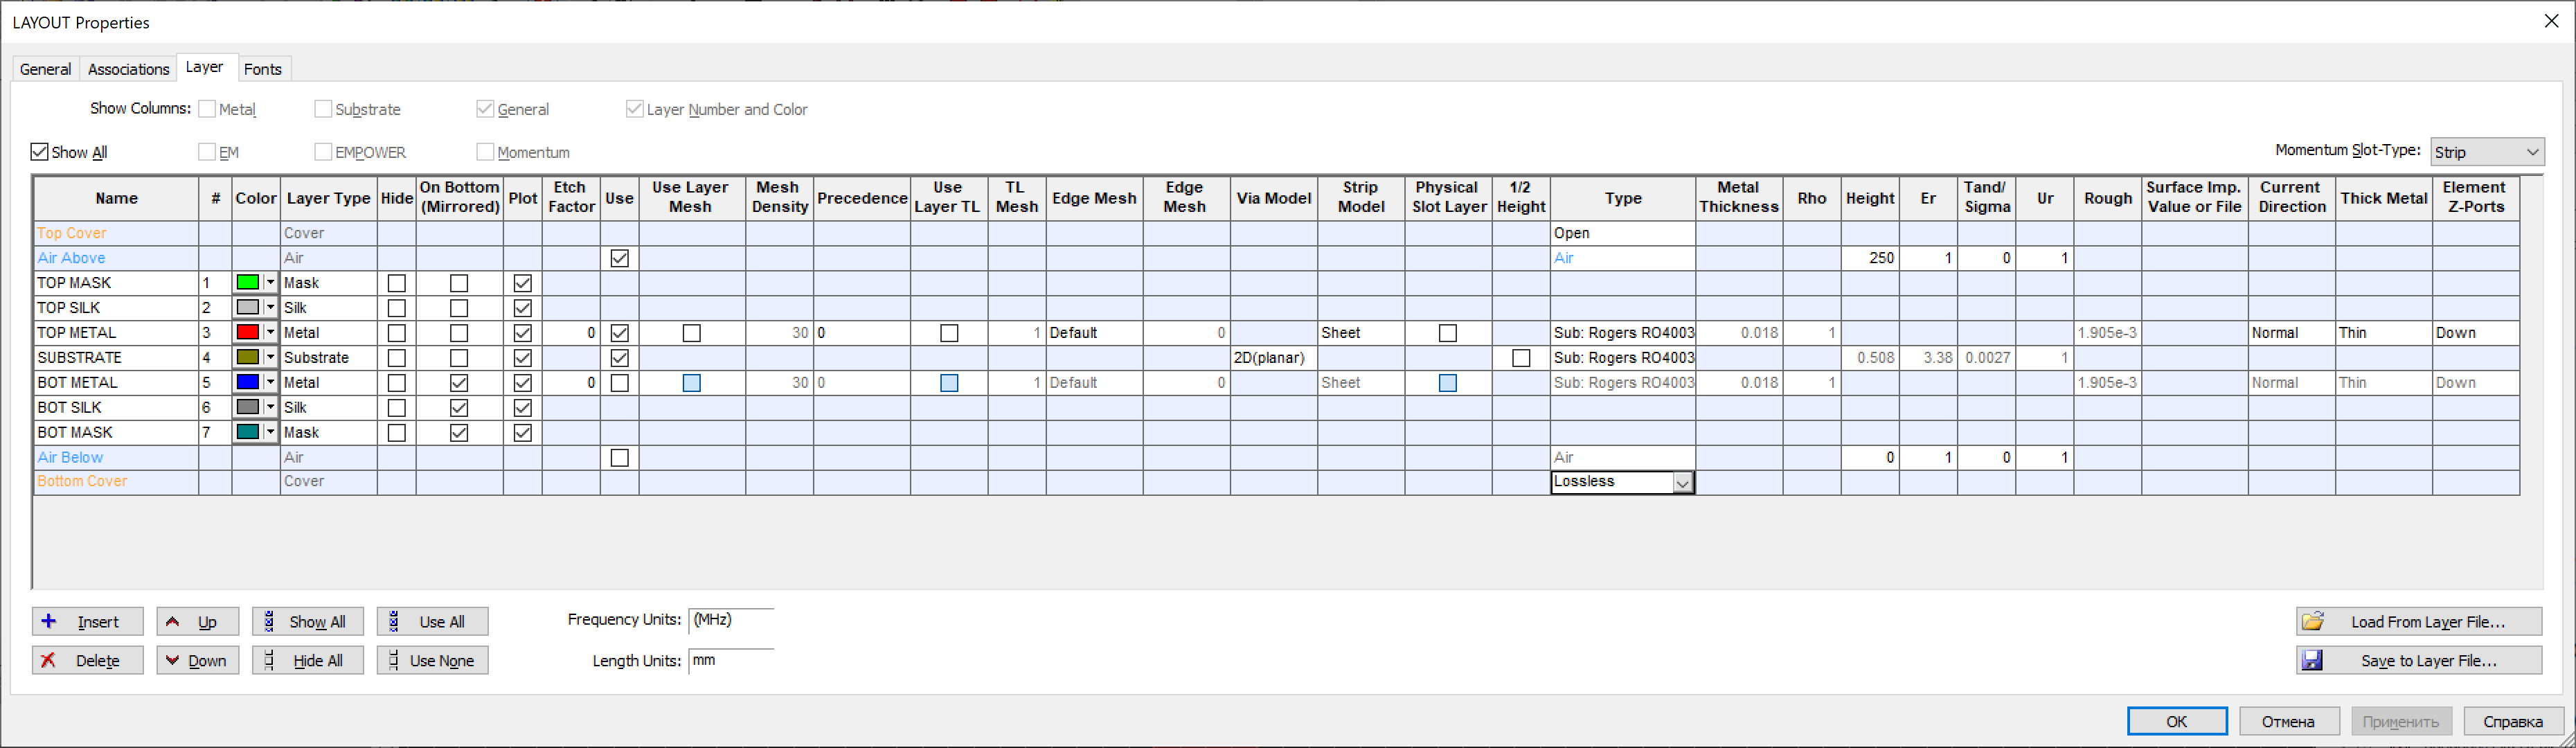 LAYOUT Properties
General Associations Layer Fonts
Show Columns: Metal Substrate General Layer Number and Color
Show All EM EMPOWER Momentum Momentum Slot-Type: Strip
Name # Color Layer Type Hide On Bottom (Mirrored) Plot Etch Factor Use Use Layer Mesh Mesh Density Precedence Use Layer TL TL Mesh Edge Mesh Edge Mesh Via Model Strip Model Physical Slot Layer 1/2 Height Type Metal Thickness Rho Height Er Tand/ Sigma Ur Rough Surface Imp. Value or File Current Direction Thick Metal Element Z-Ports
Top Cover Cover Open
Air Above Air Air 250 1 0 1
TOP MASK 1 Mask
TOP SILK 2 Silk
TOP METAL 3 Metal 0 30 0 1 Default 0 Sheet Sub: Rogers RO4003 0.018 1 1.905e-3 Normal Thin Down
SUBSTRATE 4 Substrate 2D(planar) Sub: Rogers RO4003 0.508 3.38 0.0027 1
BOT METAL 5 Metal 0 30 0 1 Default 0 Sheet Sub: Rogers RO4003 0.018 1 1.905e-3 Normal Thin Down
BOT SILK 6 Silk
BOT MASK 7 Mask
Air Below Air Air 0 1 0 1
Bottom Cover Cover Lossless
Insert Up Show All Use All Frequency Units: (MHz) Load From Layer File...
Delete Down Hide All Use None Length Units: mm Save to Layer File...
OK Отмена Применить Справка